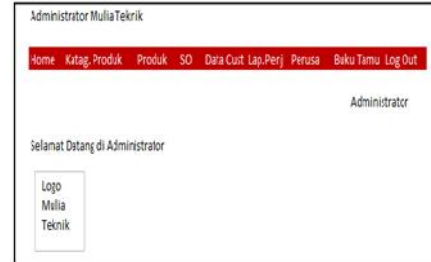 Administrator Mulia Teknik
Home Katag. Produk Produk SO Data Cust Lap.Perj Perusa Buku Tamu Log Out
Administrator
Selamat Datang di Administrator
Logo
Mulia
Teknik